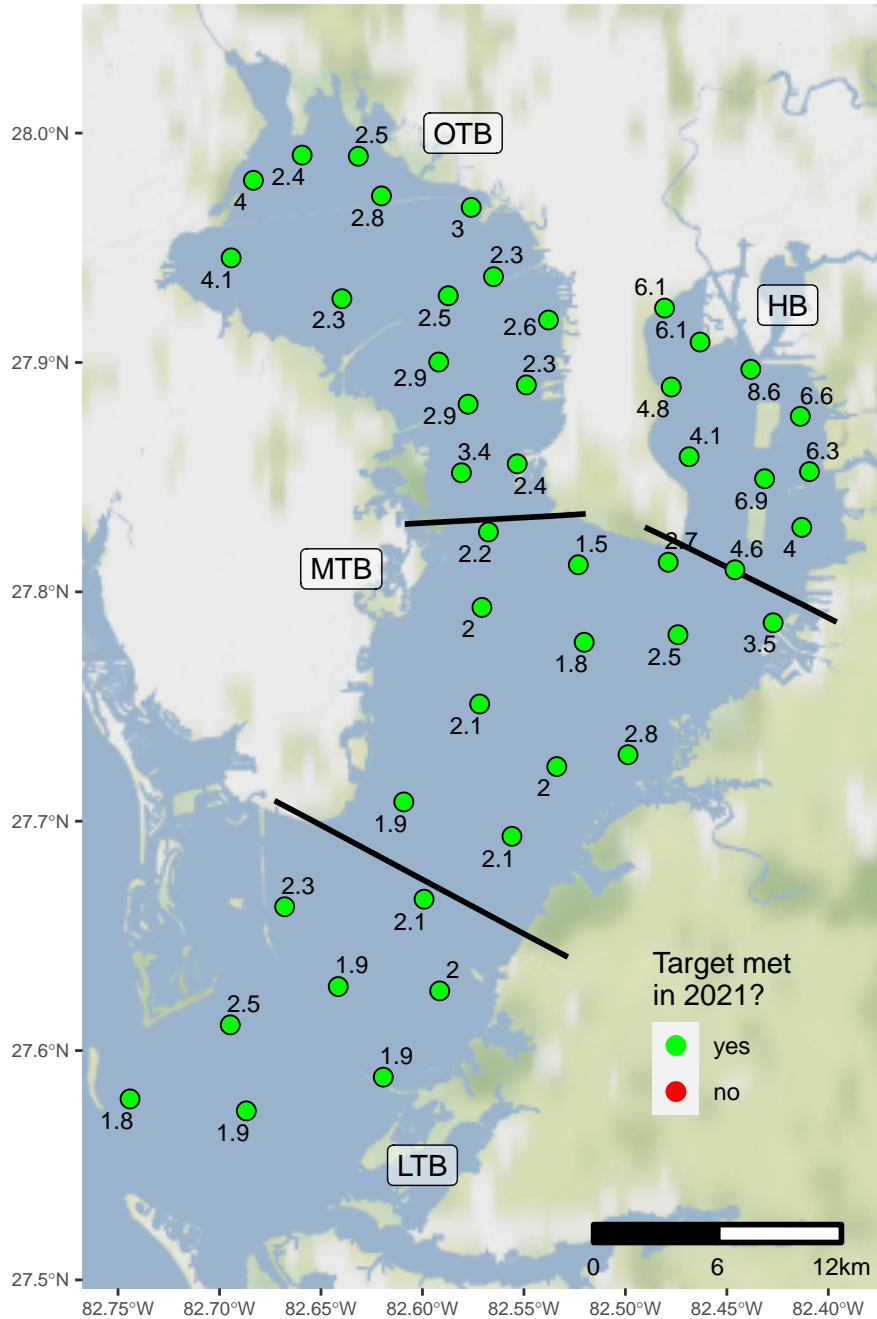 28.0°N
2.5
OTB
2.4
4
2.8
3
4.1
2.3
2.3
2.5
2.6
6.1
HB
6.1
27.9°N
2.9
2.3
4.8
8.6
6.6
2.9
3.4
2.4
4.1
6.3
6.9
2.2
1.5
2.7
4.6
4
MTB
27.8°N
2
1.8
2.5
3.5
2.1
2.8
2
27.7°N
1.9
2.1
2.3
2.1
1.9
2
Target met
in 2021?
2.5
yes
27.6°N
1.9
no
1.8
1.9
LTB
0
6
12km
27.5°N
82.75°W
82.70°W
82.65°W
82.60°W
82.55°W
82.50°W
82.45°W
82.40°W